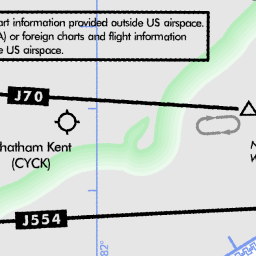 art information provided outside US airspace.
A) or foreign charts and flight information
e US airspace.
J70
hatham Kent
(CYCK)
J554
82°